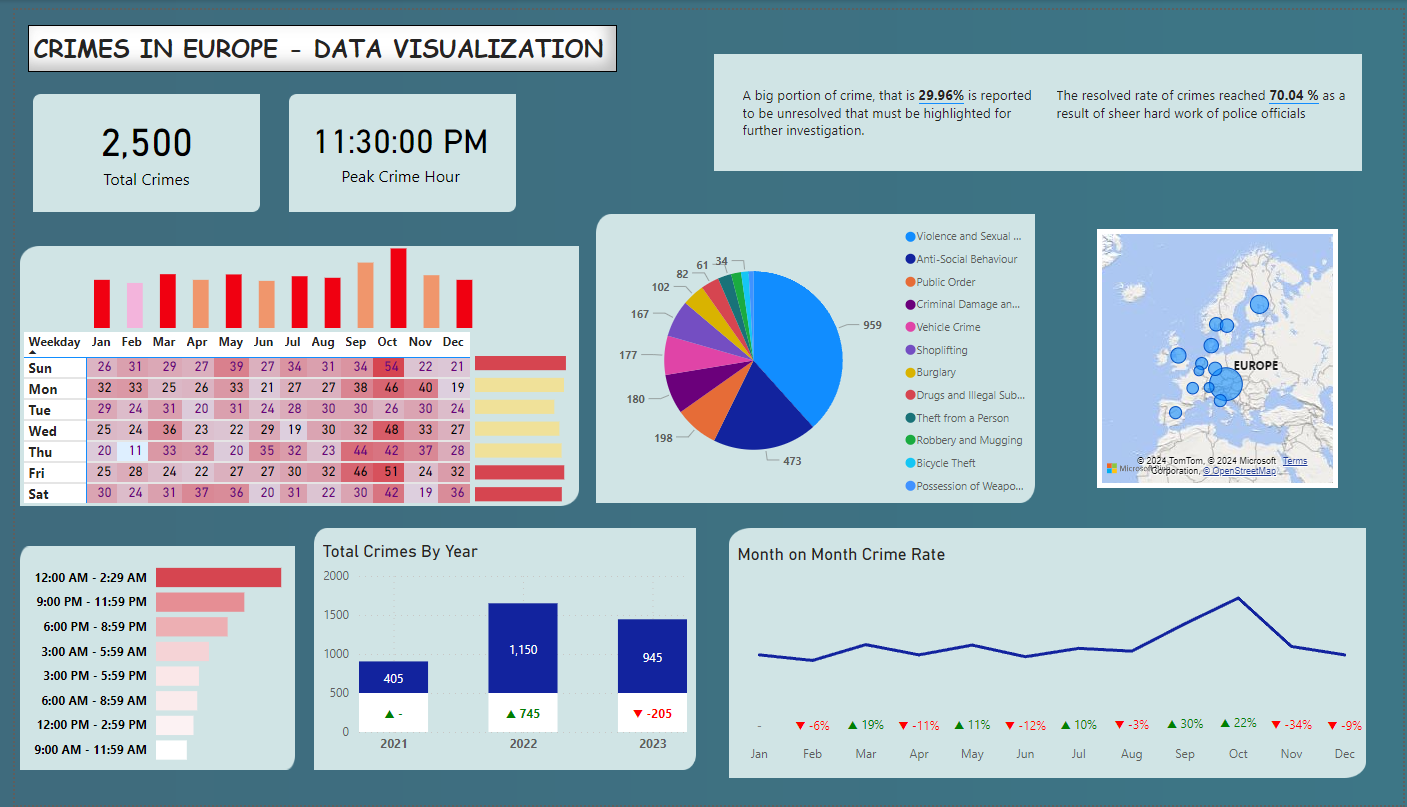 CRIMES IN EUROPE - DATA VISUALIZATION
2,500
Total Crimes
11:30:00 PM
Peak Crime Hour
A big portion of crime, that is 29.96% is reported
to be unresolved that must be highlighted for
further investigation.
The resolved rate of crimes reached 70.04 % as a
result of sheer hard work of police officials
Weekday Jan Feb Mar Apr May Jun Jul Aug Sep Oct Nov Dec
Sun 26 31 29 27 39 27 34 31 34 54 22 21
Mon 32 33 25 26 33 21 27 27 38 46 40 19
Tue 29 24 31 20 31 24 28 30 30 26 30 24
Wed 25 24 36 23 22 29 19 30 32 48 33 27
Thu 20 11 33 32 20 35 32 23 44 42 37 28
Fri 25 28 24 22 27 27 30 32 46 51 24 32
Sat 30 24 31 37 36 20 31 22 30 42 19 36
959
473
198
180
177
167
102
82
61
34
Violence and Sexual ...
Anti-Social Behaviour
Public Order
Criminal Damage an...
Vehicle Crime
Shoplifting
Burglary
Drugs and Illegal Sub...
Theft from a Person
Robbery and Mugging
Bicycle Theft
Possession of Weapo...
EUROPE
© 2024 TomTom, © 2024 Microsoft Terms
Corporation, © OpenStreetMap
12:00 AM - 2:29 AM
9:00 PM - 11:59 PM
6:00 PM - 8:59 PM
3:00 AM - 5:59 AM
3:00 PM - 5:59 PM
6:00 AM - 8:59 AM
12:00 PM - 2:59 PM
9:00 AM - 11:59 AM
Total Crimes By Year
2000
1500
1000
500
0
405
1,150
945
▲ -
▲ 745
▼ -205
2021 2022 2023
Month on Month Crime Rate
- ▼ -6% ▲ 19% ▼ -11% ▲ 11% ▼ -12% ▲ 10% ▼ -3% ▲ 30% ▲ 22% ▼ -34% ▼ -9%
Jan Feb Mar Apr May Jun Jul Aug Sep Oct Nov Dec